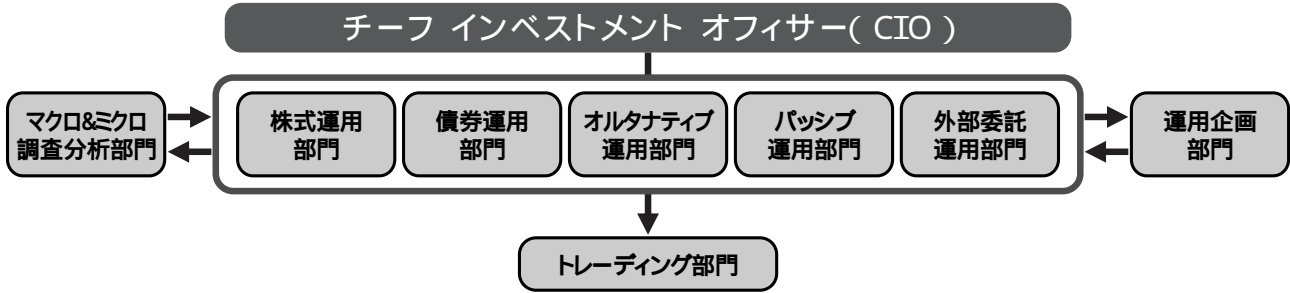 チーフ インベストメント オフィサー( CIO )
マクロ&ミクロ
調査分析部門
株式運用
部門
債券運用
部門
オルタナティブ
運用部門
パッシブ
運用部門
外部委託
運用部門
運用企画
部門
トレーディング部門